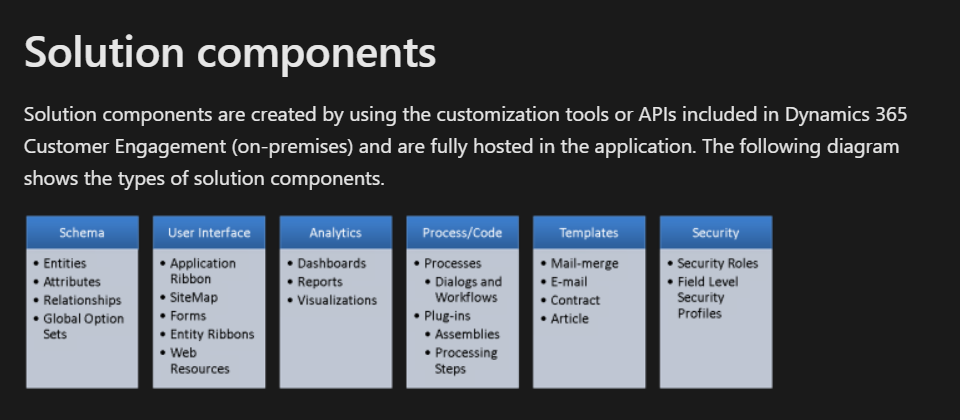 Solution components
Solution components are created by using the customization tools or APIs included in Dynamics 365
Customer Engagement (on-premises) and are fully hosted in the application. The following diagram
shows the types of solution components.
Schema
• Entities
• Attributes
• Relationships
• Global Option
Sets
User Interface
• Application
Ribbon
• SiteMap
• Forms
• Entity Ribbons
• Web
Resources
Analytics
• Dashboards
• Reports
• Visualizations
Process/Code
• Processes
• Dialogs and
Workflows
• Plug-ins
• Assemblies
• Processing
Steps
Templates
• Mail-merge
• E-mail
• Contract
• Article
Security
• Security Roles
• Field Level
Security
Profiles